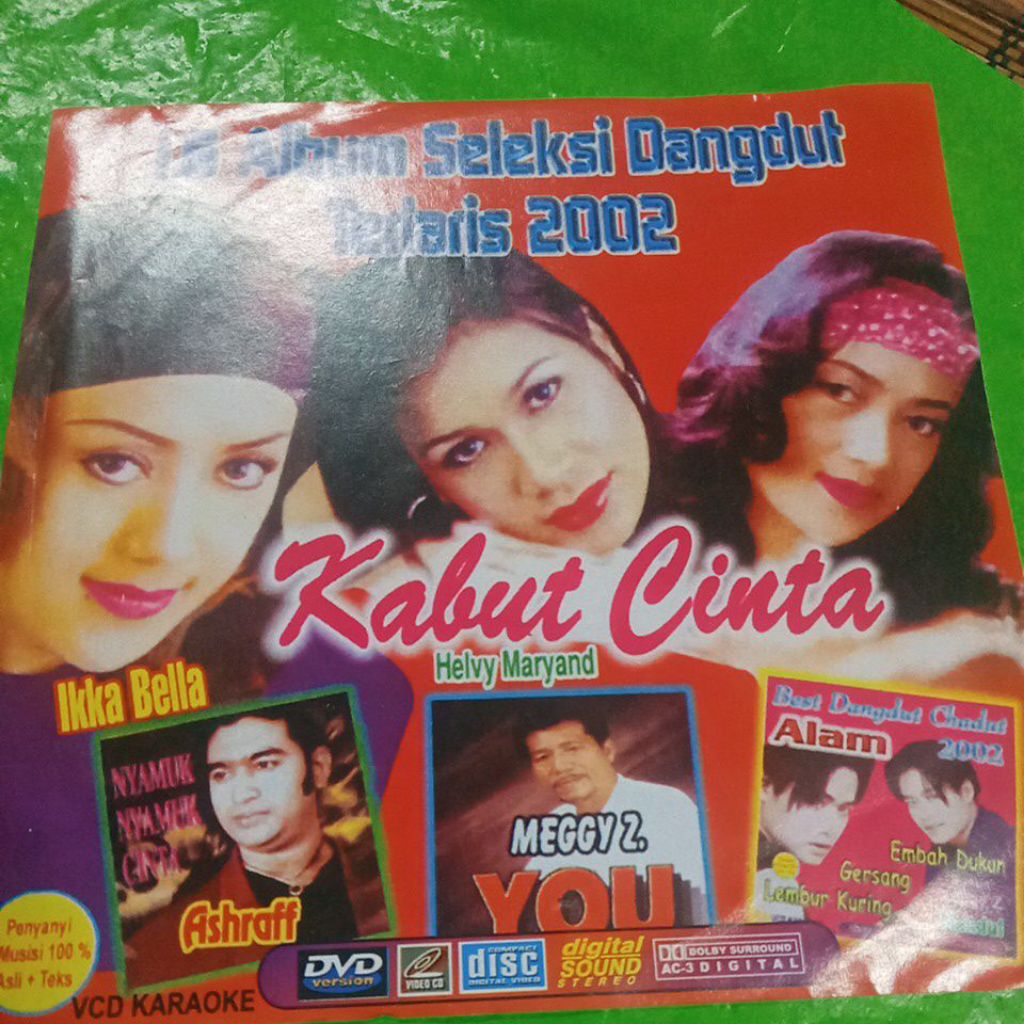 Album Seleksi Dangdut
Terlaris 2002
Kabut Cinta
Helvy Maryand
Ikka Bella
NYAMUK
NYAMUK
CINTA
Ashraff
MEGGY Z.
YOU
Best Dangdut Chadut
Alam
2002
Embah Dukun
Gersang
Lembur Kuring
Penyanyi
Musisi 100 %
Asli + Teks
VCD KARAOKE
DVD
version
VIDEO CD
COMPACT
disc
DIGITAL VIDEO
digital
SOUND
STEREO
DOLBY SURROUND
AC-3 DIGITAL